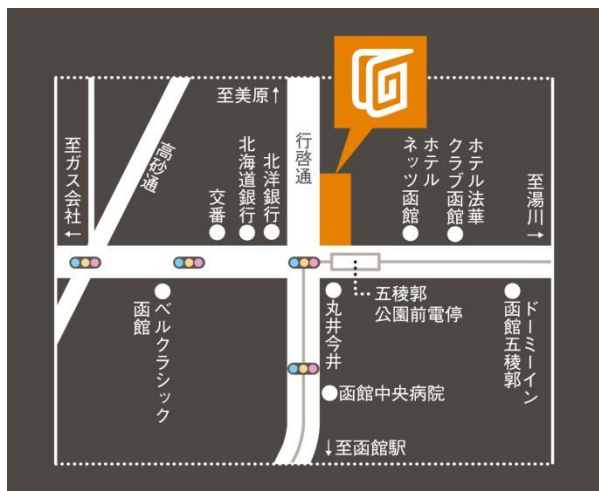 至美原↑
至ガス会社←
高砂通
交番
北海道銀行
北洋銀行
行啓通
ホテル
ネッツ函館
ホテル法華
クラブ函館
至湯川→
ベルクラシック
函館
丸井今井
五稜郭
公園前電停
ドーミーイン
函館五稜郭
函館中央病院
↓至函館駅